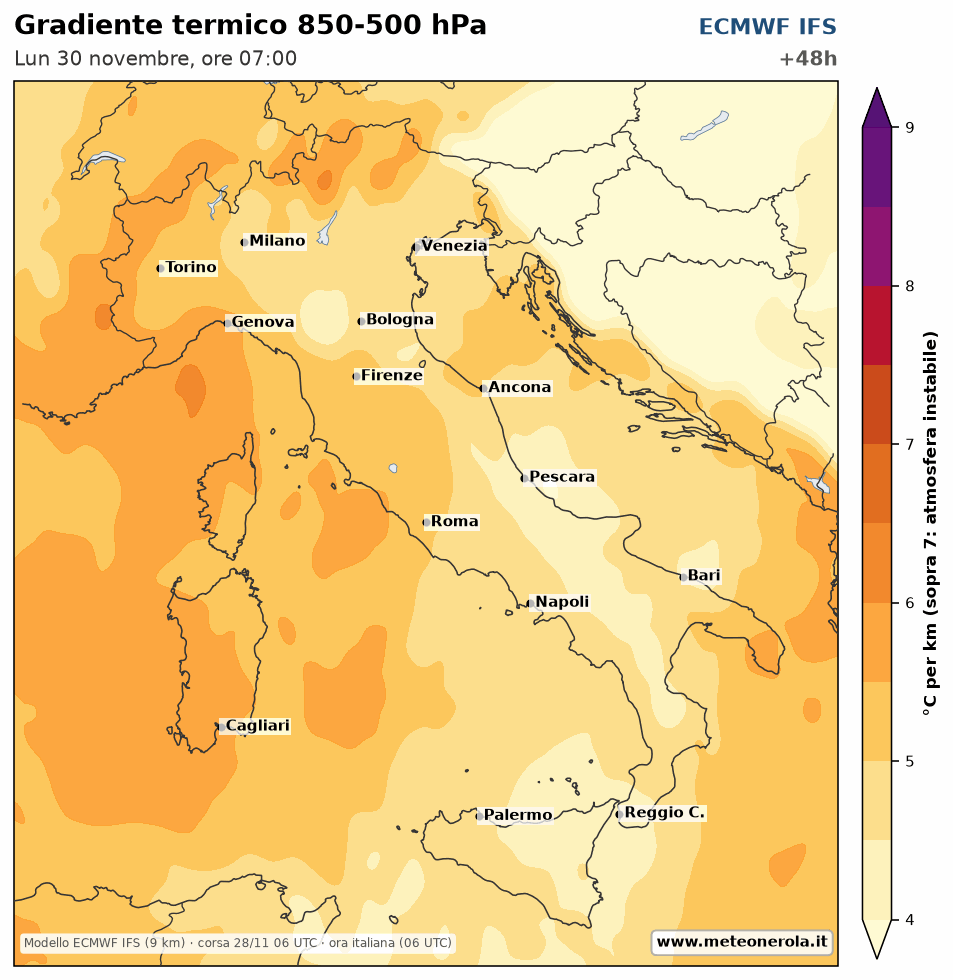 Gradiente termico 850-500 hPa
ECMWF IFS
Lun 30 novembre, ore 07:00
+48h
Milano
Venezia
Torino
Genova
Bologna
Firenze
Ancona
Pescara
Roma
Bari
Napoli
Cagliari
Palermo
Reggio C.
9
8
7
6
5
4
°C per km (sopra 7: atmosfera instabile)
Modello ECMWF IFS (9 km) · corsa 28/11 06 UTC · ora italiana (06 UTC)
www.meteonerola.it